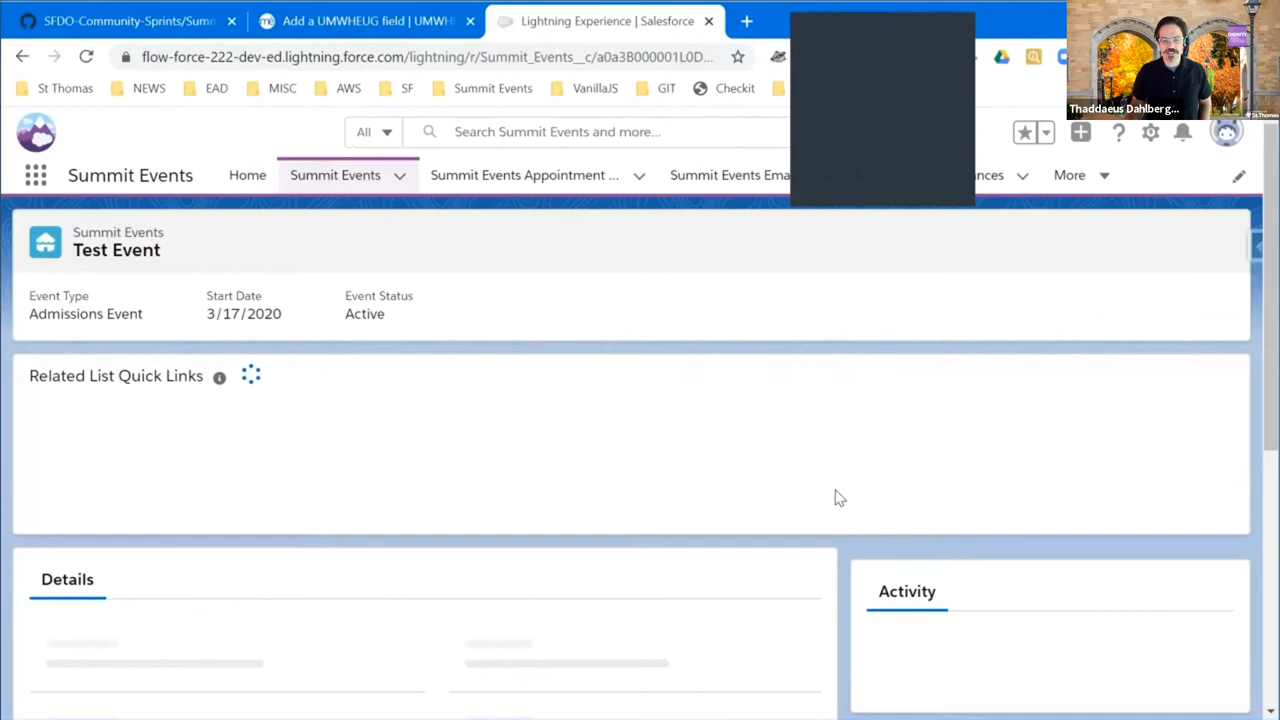 SFDO-Community-Sprints/Summ
Add a UMWHEUG field | UMWHE
Lightning Experience | Salesforce
flow-force-222-dev-ed.lightning.force.com/lightning/r/Summit_Events__c/a0a3B000001L0D...
St Thomas NEWS EAD MISC AWS SF Summit Events VanillaJS GIT Checkit
Thaddaeus Dahlberg...
DIGNITY
St.Thomas
All Search Summit Events and more...
Summit Events Home Summit Events Summit Events Appointment ... Summit Events Ema nces More
Summit Events
Test Event
Event Type Start Date Event Status
Admissions Event 3/17/2020 Active
Related List Quick Links
Details
Activity